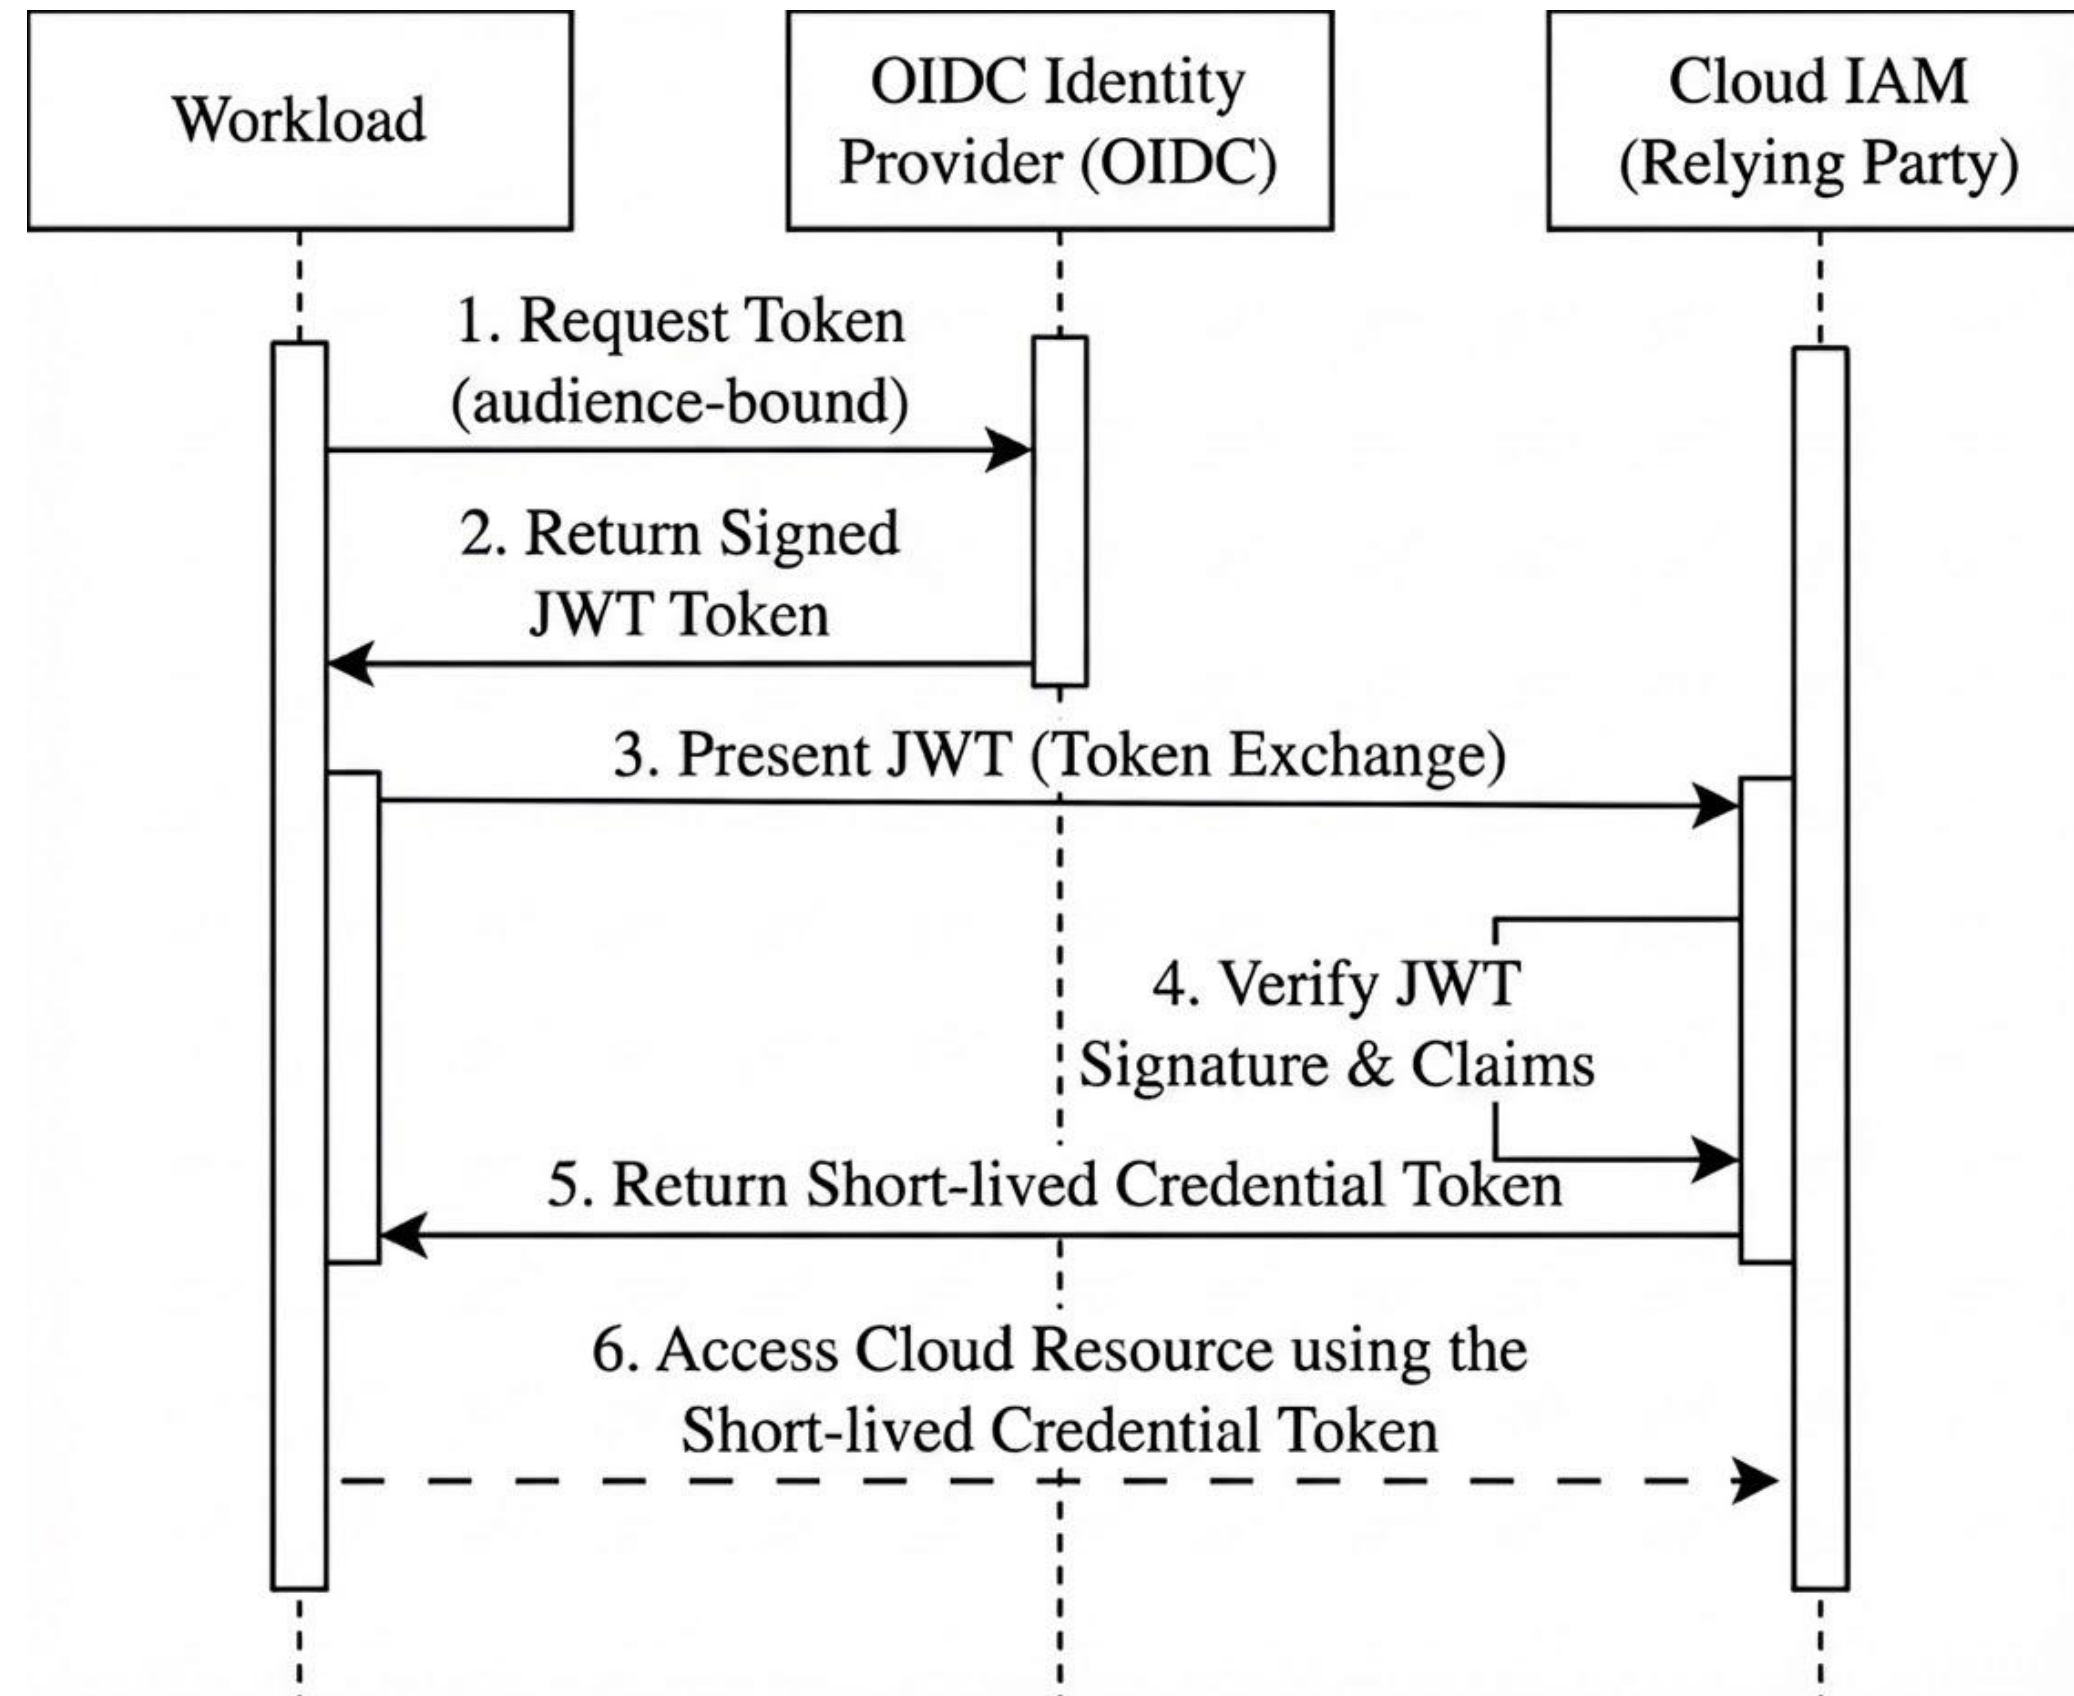 Workload
OIDC Identity
Provider (OIDC)
Cloud IAM
(Relying Party)
1. Request Token
(audience-bound)
2. Return Signed
JWT Token
3. Present JWT (Token Exchange)
4. Verify JWT
Signature & Claims
5. Return Short-lived Credential Token
6. Access Cloud Resource using the
Short-lived Credential Token